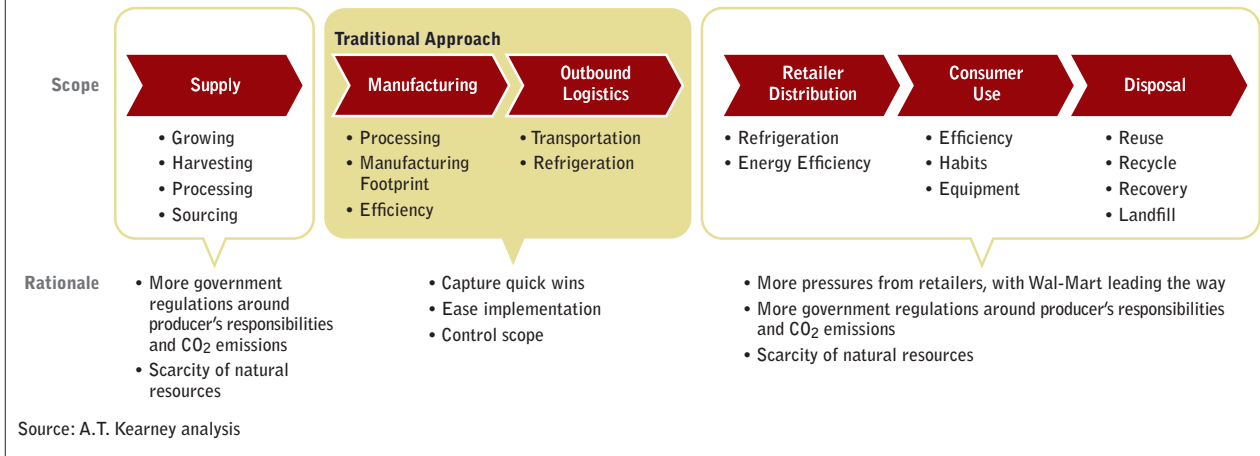 Traditional Approach
Scope
Supply
Manufacturing
Outbound
Logistics
Retailer
Distribution
Consumer
Use
Disposal
• Growing
• Harvesting
• Processing
• Sourcing
• Processing
• Manufacturing
Footprint
• Efficiency
• Transportation
• Refrigeration
• Refrigeration
• Energy Efficiency
• Efficiency
• Habits
• Equipment
• Reuse
• Recycle
• Recovery
• Landfill
Rationale
• More government
regulations around
producer's responsibilities
and CO2 emissions
• Scarcity of natural
resources
• Capture quick wins
• Ease implementation
• Control scope
• More pressures from retailers, with Wal-Mart leading the way
• More government regulations around producer's responsibilities
and CO2 emissions
• Scarcity of natural resources
Source: A.T. Kearney analysis